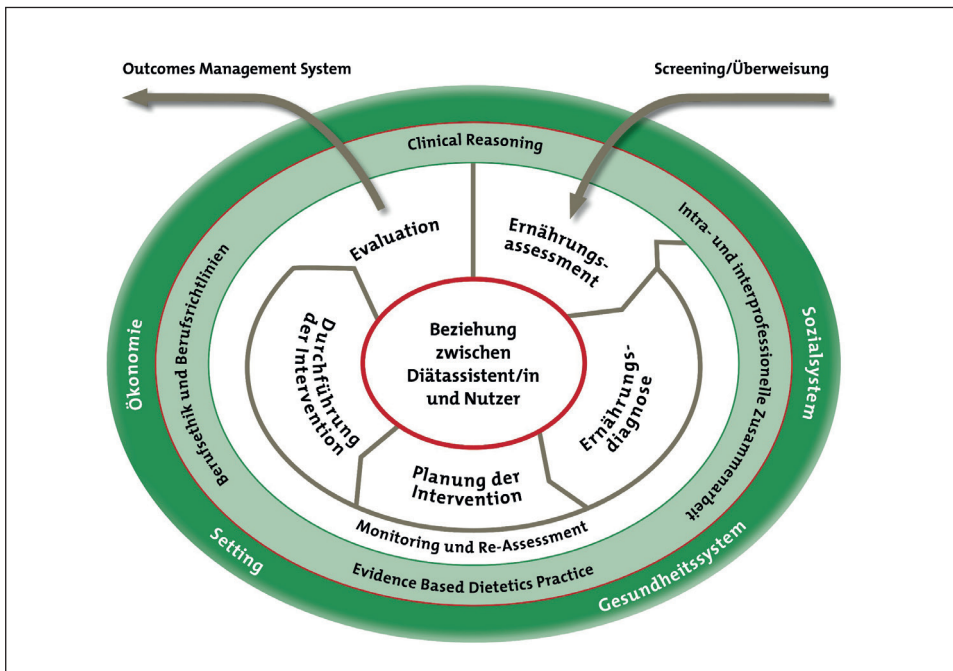 Outcomes Management System
Screening/Überweisung
Clinical Reasoning
Evaluation
Ernährungs-
assessment
Intra- und interprofessionelle Zusammenarbeit
Berufsethik und Berufsrichtlinien
Ökonomie
Sozialsystem
Beziehung
zwischen
Diätassistent/in
und Nutzer
Durchführung
der Intervention
Ernährungs-
diagnose
Planung der
Intervention
Monitoring und Re-Assessment
Evidence Based Dietetics Practice
Setting
Gesundheitssystem